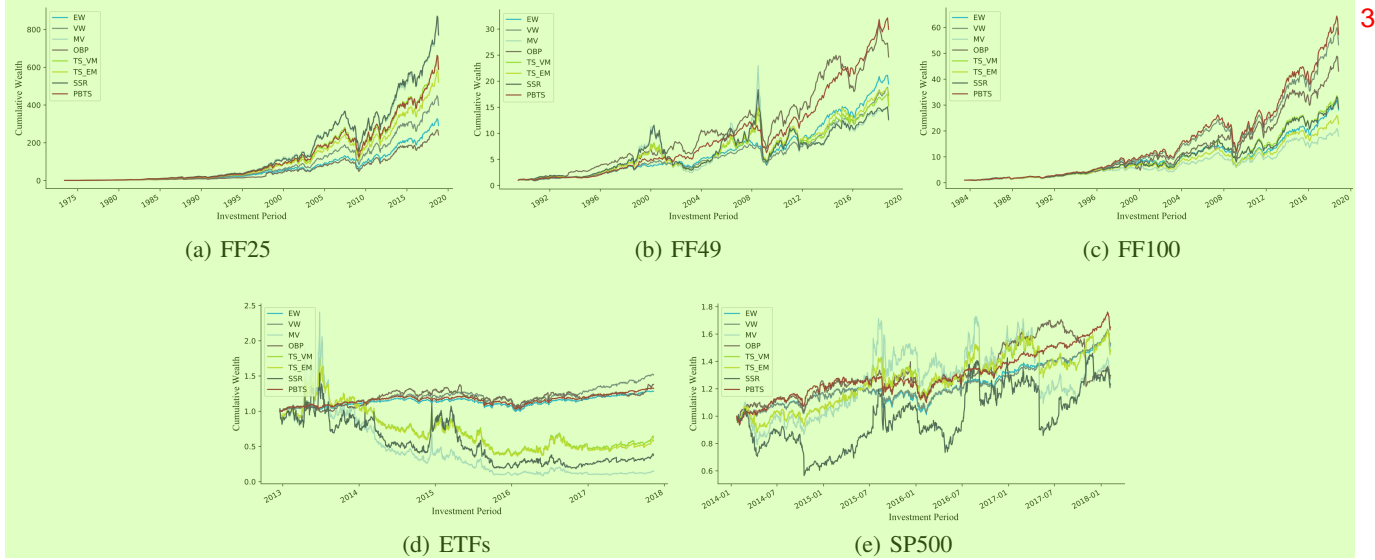 3
Cumulative Wealth
800
600
400
200
0
EW
VW
MV
OBP
TS_VM
TS_EM
SSR
PBTS
1975 1980 1985 1990 1995 2000 2005 2010 2015 2020
Investment Period
(a) FF25
Cumulative Wealth
30
25
20
15
10
5
0
EW
VW
MV
OBP
TS_VM
TS_EM
SSR
PBTS
1992 1996 2000 2004 2008 2012 2016 2020
Investment Period
(b) FF49
Cumulative Wealth
60
50
40
30
20
10
0
EW
VW
MV
OBP
TS_VM
TS_EM
SSR
PBTS
1984 1988 1992 1996 2000 2004 2008 2012 2016 2020
Investment Period
(c) FF100
Cumulative Wealth
2.5
2.0
1.5
1.0
0.5
0.0
EW
VW
MV
OBP
TS_VM
TS_EM
SSR
PBTS
2013 2014 2015 2016 2017 2018
Investment Period
(d) ETFs
Cumulative Wealth
1.8
1.6
1.4
1.2
1.0
0.8
0.6
EW
VW
MV
OBP
TS_VM
TS_EM
SSR
PBTS
2014-01 2014-07 2015-01 2015-07 2016-01 2016-07 2017-01 2017-07 2018-01
Investment Period
(e) SP500